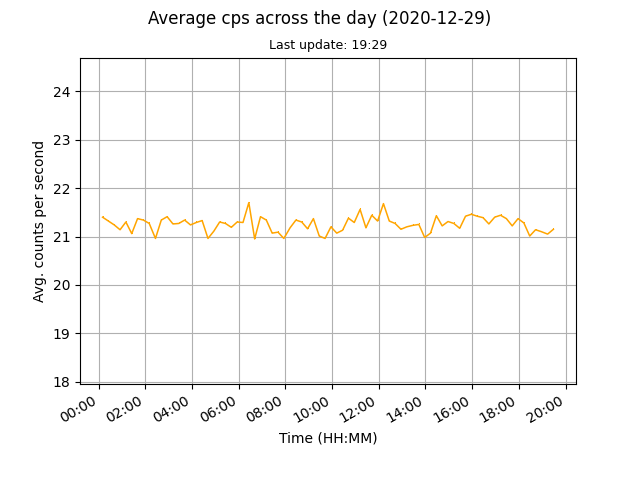 Average cps across the day (2020-12-29)
Last update: 19:29
Avg. counts per second
24
23
22
21
20
19
18
00:00 02:00 04:00 06:00 08:00 10:00 12:00 14:00 16:00 18:00 20:00
Time (HH:MM)